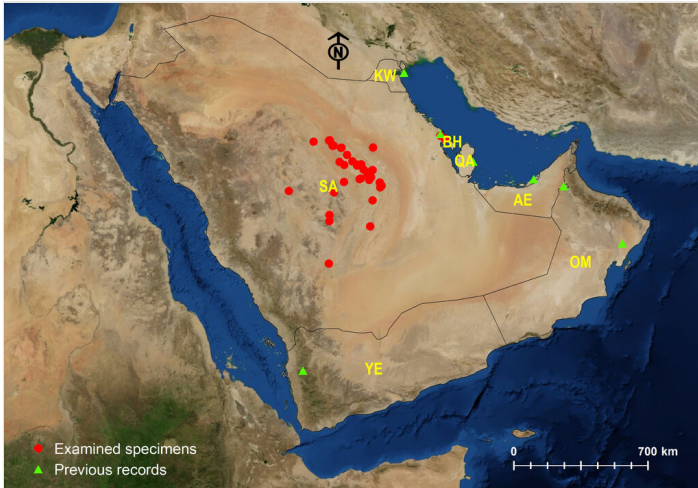 N
KW
BH
QA
SA
AE
OM
YE
Examined specimens
Previous records
0 700 km